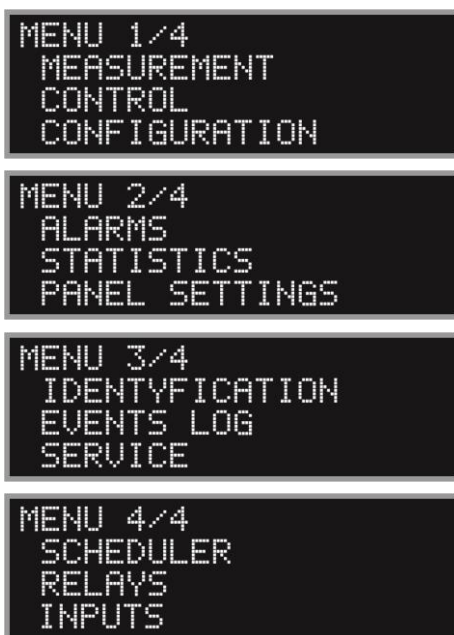 MENU 1/4
MEASUREMENT
CONTROL
CONFIGURATION
MENU 2/4
ALARMS
STATISTICS
PANEL SETTINGS
MENU 3/4
IDENTYFICATION
EVENTS LOG
SERVICE
MENU 4/4
SCHEDULER
RELAYS
INPUTS